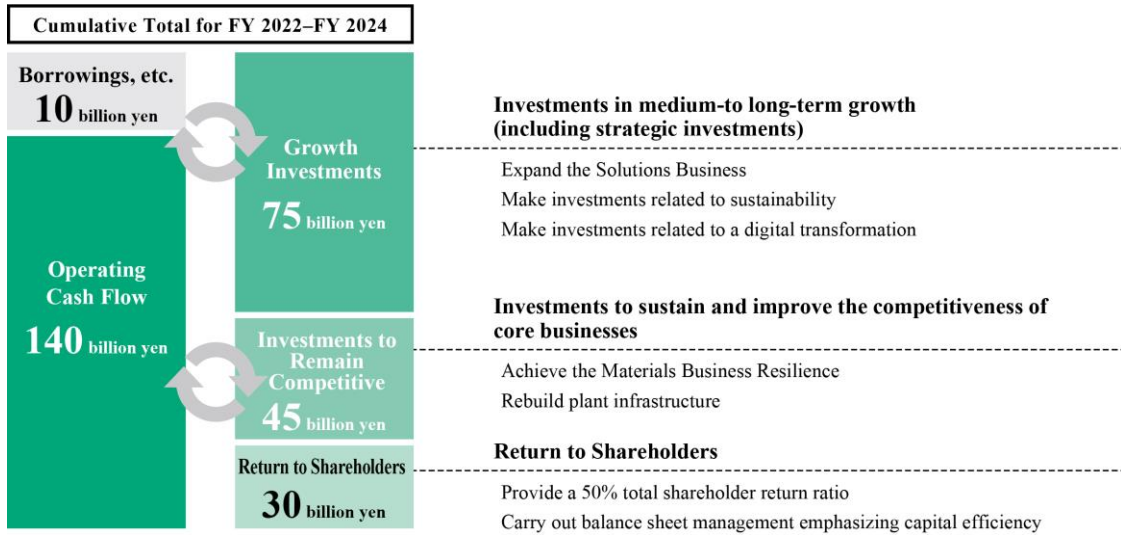 Cumulative Total for FY 2022–FY 2024
Borrowings, etc.
10 billion yen
Operating
Cash Flow
140 billion yen
Growth
Investments
75 billion yen
Investments to
Remain
Competitive
45 billion yen
Return to Shareholders
30 billion yen
Investments in medium-to long-term growth
(including strategic investments)
Expand the Solutions Business
Make investments related to sustainability
Make investments related to a digital transformation
Investments to sustain and improve the competitiveness of
core businesses
Achieve the Materials Business Resilience
Rebuild plant infrastructure
Return to Shareholders
Provide a 50% total shareholder return ratio
Carry out balance sheet management emphasizing capital efficiency